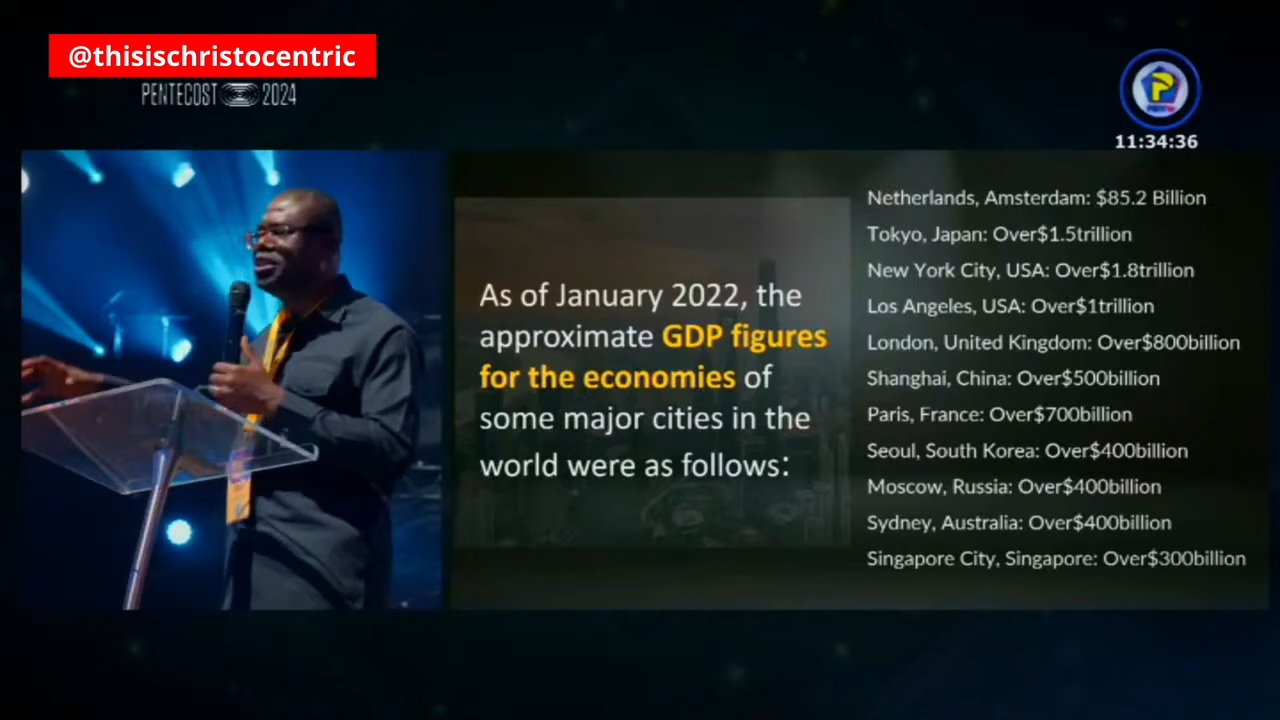 @thisischristocentric
PENTECOST 2024
P
11:34:36
As of January 2022, the
approximate GDP figures
for the economies of
some major cities in the
world were as follows:
Netherlands, Amsterdam: $85.2 Billion
Tokyo, Japan: Over$1.5trillion
New York City, USA: Over$1.8trillion
Los Angeles, USA: Over$1trillion
London, United Kingdom: Over$800billion
Shanghai, China: Over$500billion
Paris, France: Over$700billion
Seoul, South Korea: Over$400billion
Moscow, Russia: Over$400billion
Sydney, Australia: Over$400billion
Singapore City, Singapore: Over$300billion